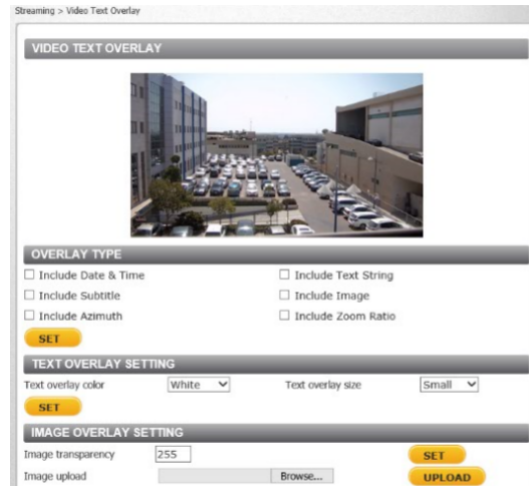 Streaming > Video Text Overlay
VIDEO TEXT OVERLAY
OVERLAY TYPE
Include Date & Time Include Text String
Include Subtitle Include Image
Include Azimuth Include Zoom Ratio
SET
TEXT OVERLAY SETTING
Text overlay color White Text overlay size Small
SET
IMAGE OVERLAY SETTING
Image transparency 255 SET
Image upload Browse... UPLOAD